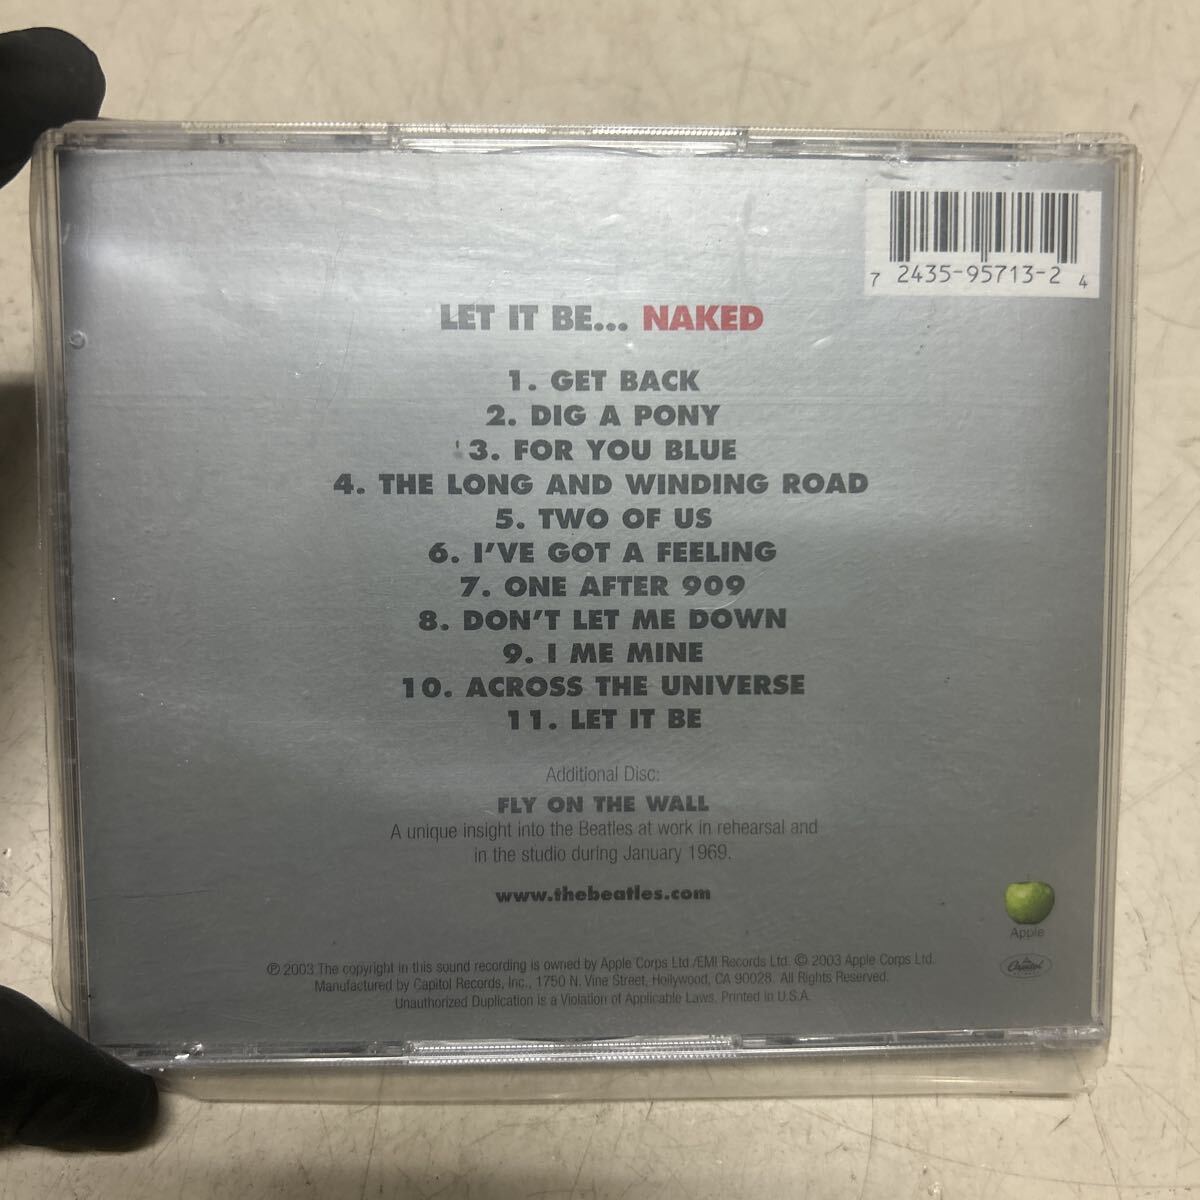 7 2435-95713-2 4
LET IT BE... NAKED
1. GET BACK
2. DIG A PONY
3. FOR YOU BLUE
4. THE LONG AND WINDING ROAD
5. TWO OF US
6. I'VE GOT A FEELING
7. ONE AFTER 909
8. DON'T LET ME DOWN
9. I ME MINE
10. ACROSS THE UNIVERSE
11. LET IT BE
Additional Disc:
FLY ON THE WALL
A unique insight into the Beatles at work in rehearsal and
in the studio during January 1969.
www.thebeatles.com
Apple
Capitol
℗ 2003 The copyright in this sound recording is owned by Apple Corps Ltd./EMI Records Ltd. © 2003 Apple Corps Ltd.
Manufactured by Capitol Records, Inc., 1750 N. Vine Street, Hollywood, CA 90028. All Rights Reserved.
Unauthorized Duplication is a Violation of Applicable Laws. Printed in U.S.A.